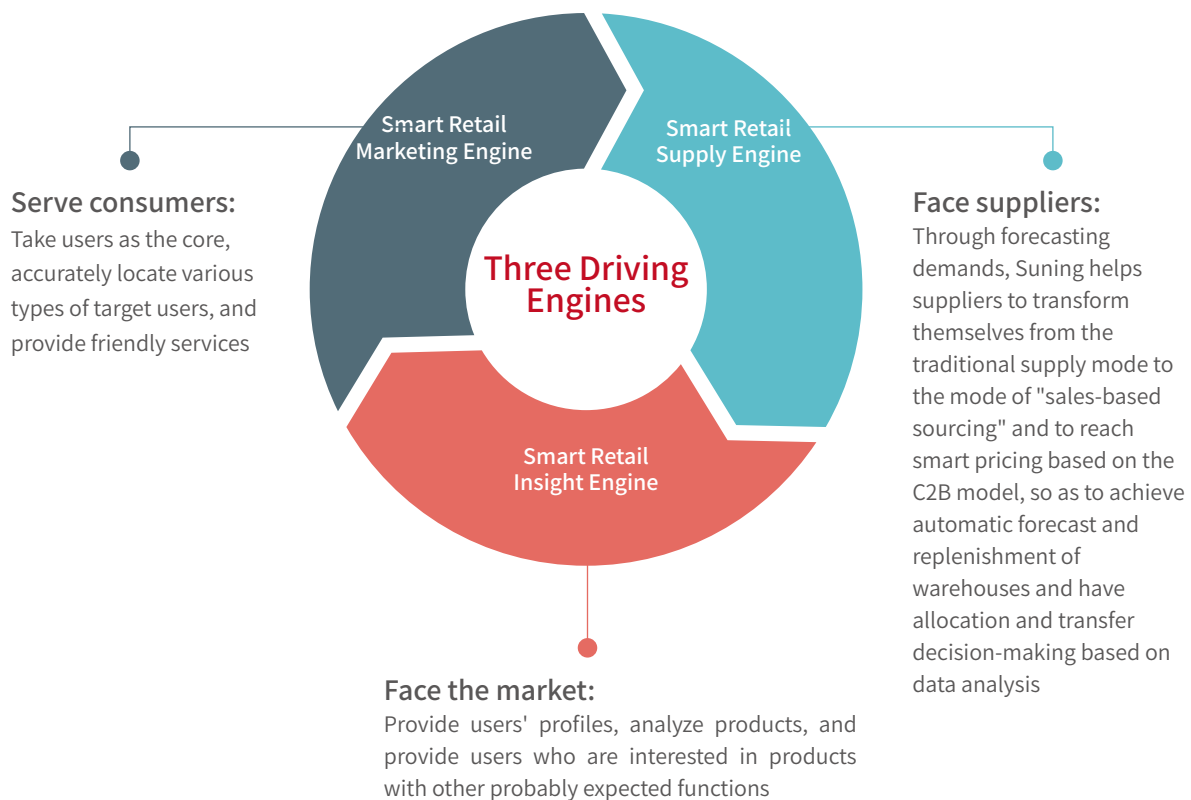 Smart Retail
Marketing Engine
Smart Retail
Supply Engine
Three Driving
Engines
Smart Retail
Insight Engine
Serve consumers:
Take users as the core,
accurately locate various
types of target users, and
provide friendly services
Face suppliers:
Through forecasting
demands, Suning helps
suppliers to transform
themselves from the
traditional supply mode to
the mode of "sales-based
sourcing" and to reach
smart pricing based on the
C2B model, so as to achieve
automatic forecast and
replenishment of
warehouses and have
allocation and transfer
decision-making based on
data analysis
Face the market:
Provide users' profiles, analyze products, and
provide users who are interested in products
with other probably expected functions